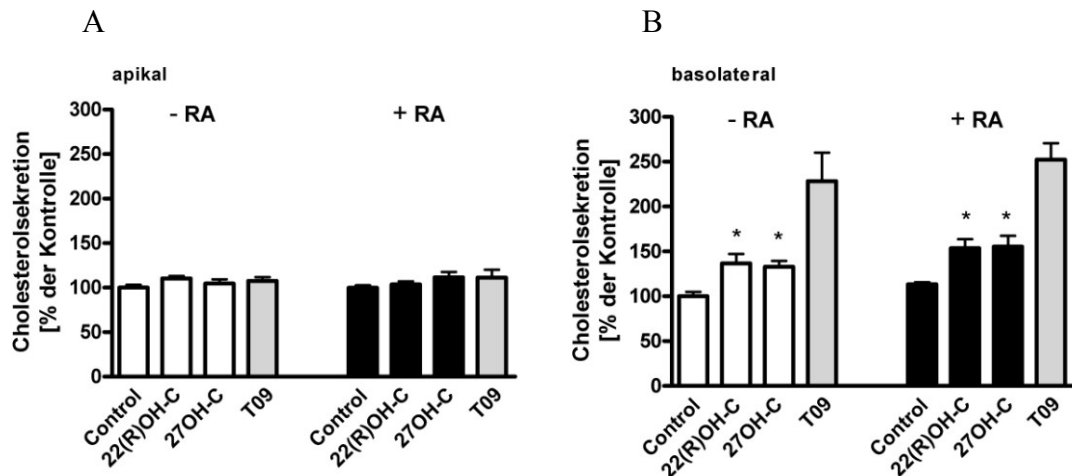 A
apikal
- RA
+ RA
Cholesterolsekretion
[% der Kontrolle]
300
250
200
150
100
50
0
Control
22(R)OH-C
27OH-C
T09
Control
22(R)OH-C
27OH-C
T09
B
basolateral
- RA
+ RA
Cholesterolsekretion
[% der Kontrolle]
300
250
200
150
100
50
0
*
*
*
*
Control
22(R)OH-C
27OH-C
T09
Control
22(R)OH-C
27OH-C
T09